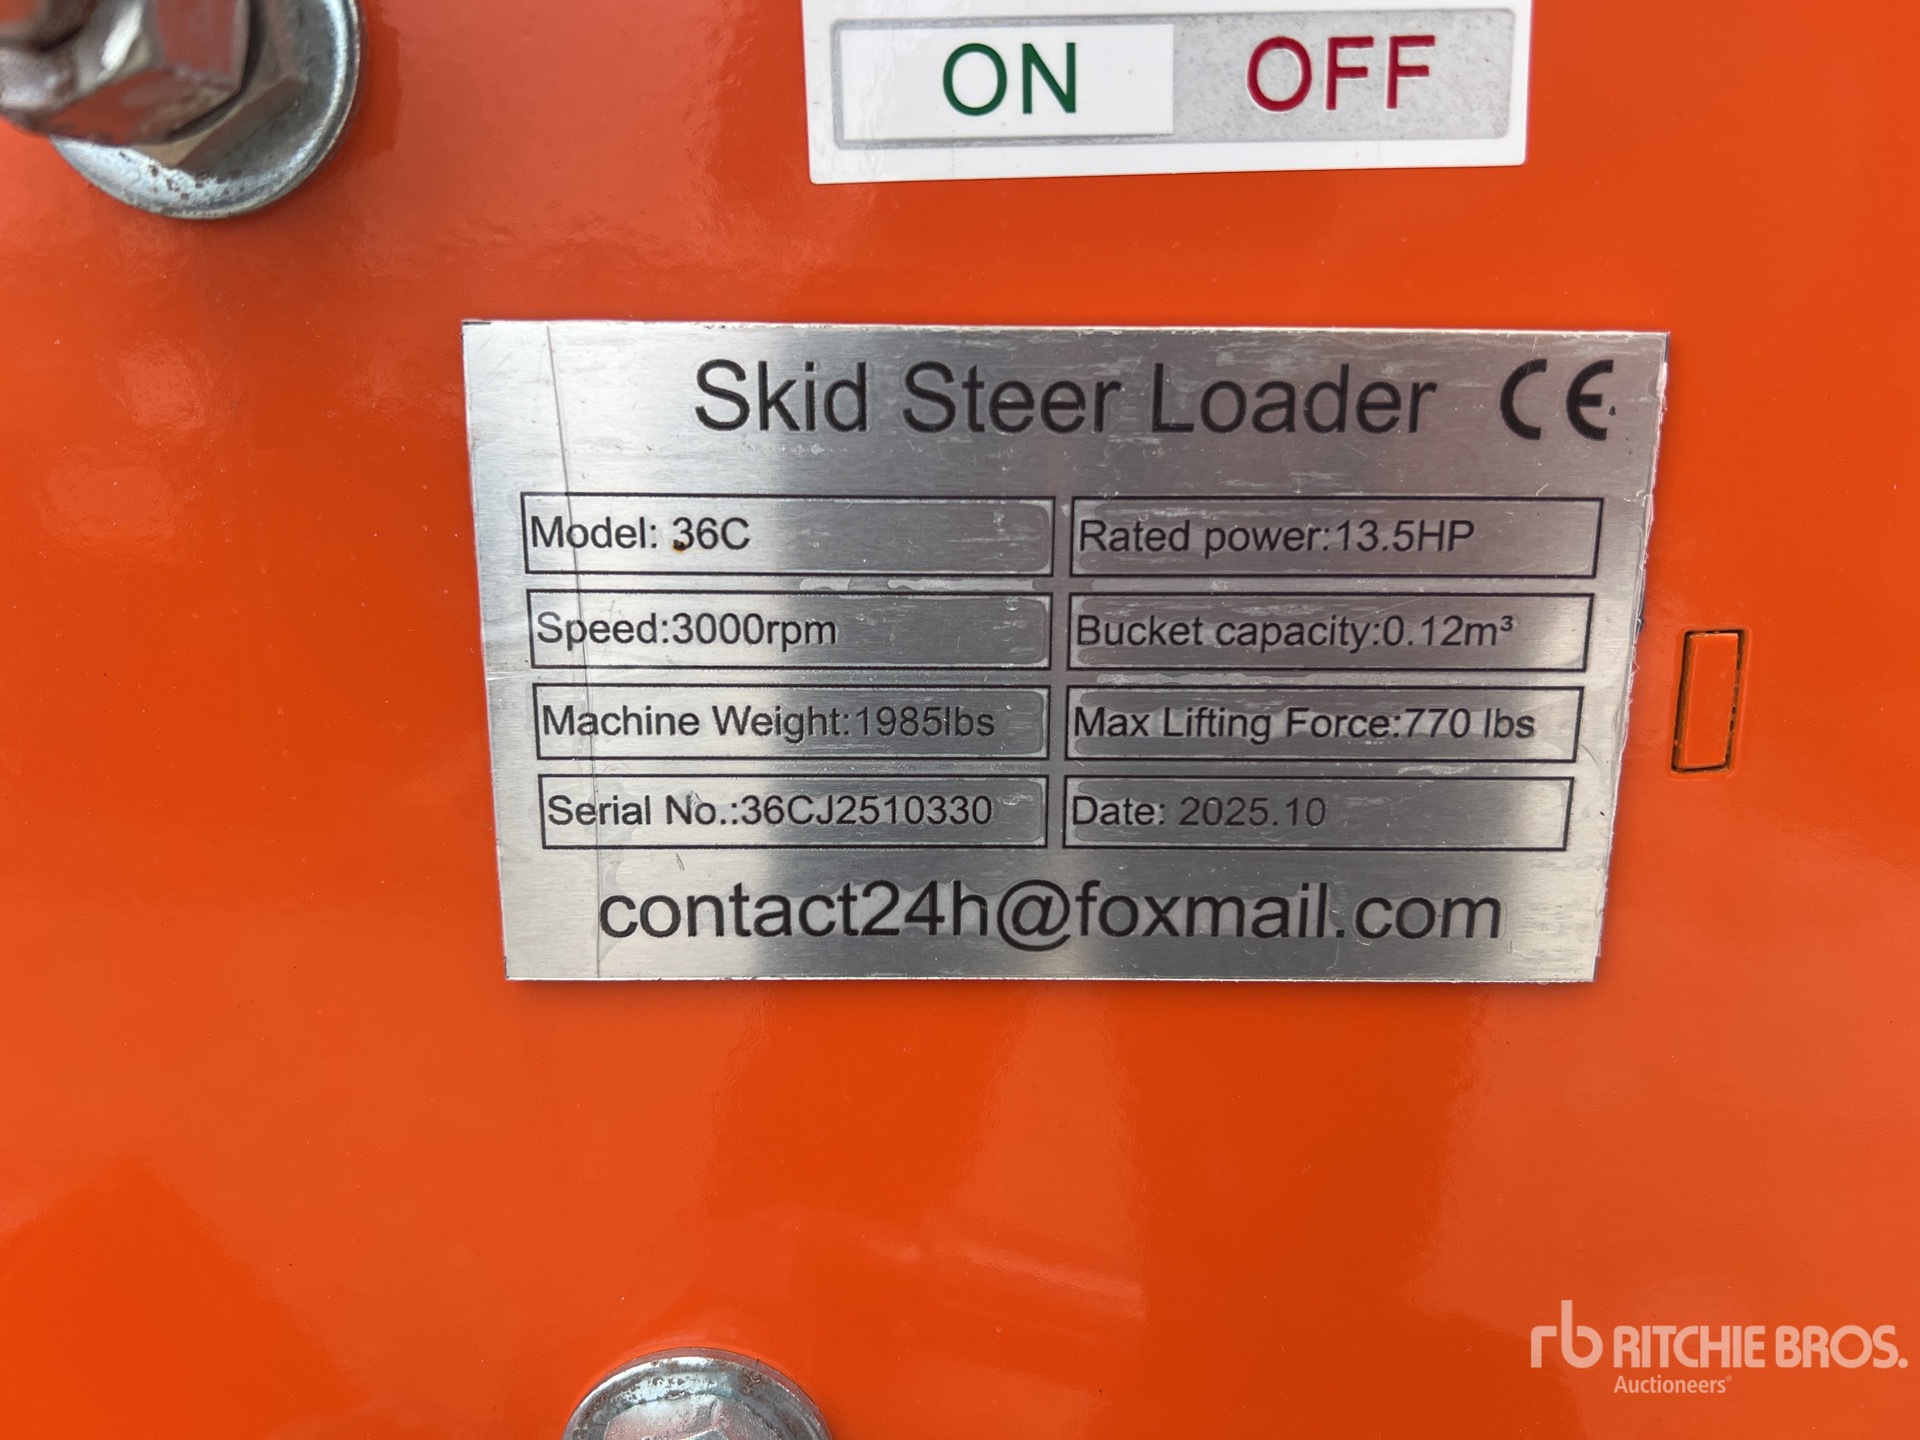 ON OFF
Skid Steer Loader CE
Model: 36C
Rated power:13.5HP
Speed:3000rpm
Bucket capacity:0.12m³
Machine Weight:1985lbs
Max Lifting Force:770 lbs
Serial No.:36CJ2510330
Date: 2025.10
contact24h@foxmail.com
rb RITCHIE BROS.
Auctioneers®